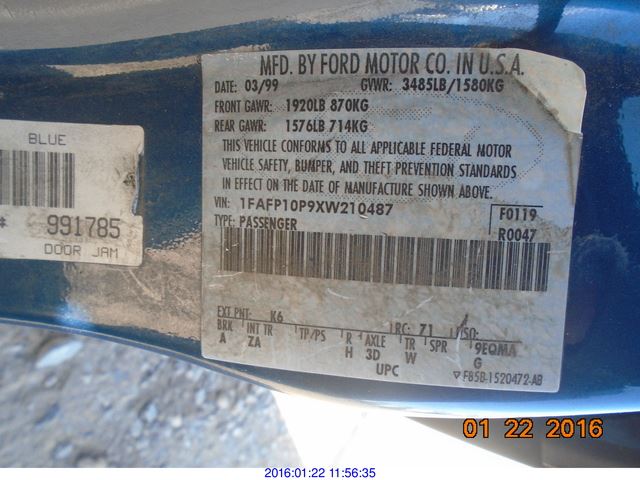 MFD. BY FORD MOTOR CO. IN U.S.A.
DATE: 03/99 GVWR: 3485LB/1580KG
FRONT GAWR: 1920LB 870KG
REAR GAWR: 1576LB 714KG
THIS VEHICLE CONFORMS TO ALL APPLICABLE FEDERAL MOTOR
VEHICLE SAFETY, BUMPER, AND THEFT PREVENTION STANDARDS
IN EFFECT ON THE DATE OF MANUFACTURE SHOWN ABOVE.
VIN: 1FAFP10P9XW210487 F0119
TYPE: PASSENGER R0047
EXT PNT: K6 RC: 71 DSO:
BRK INT TR TP/PS R AXLE TR SPR 9EQMA
A ZA H 3D W G
UPC
▽ F85B-1520472-AB
BLUE
# 991785
DOOR JAM
01 22 2016
2016:01:22 11:56:35